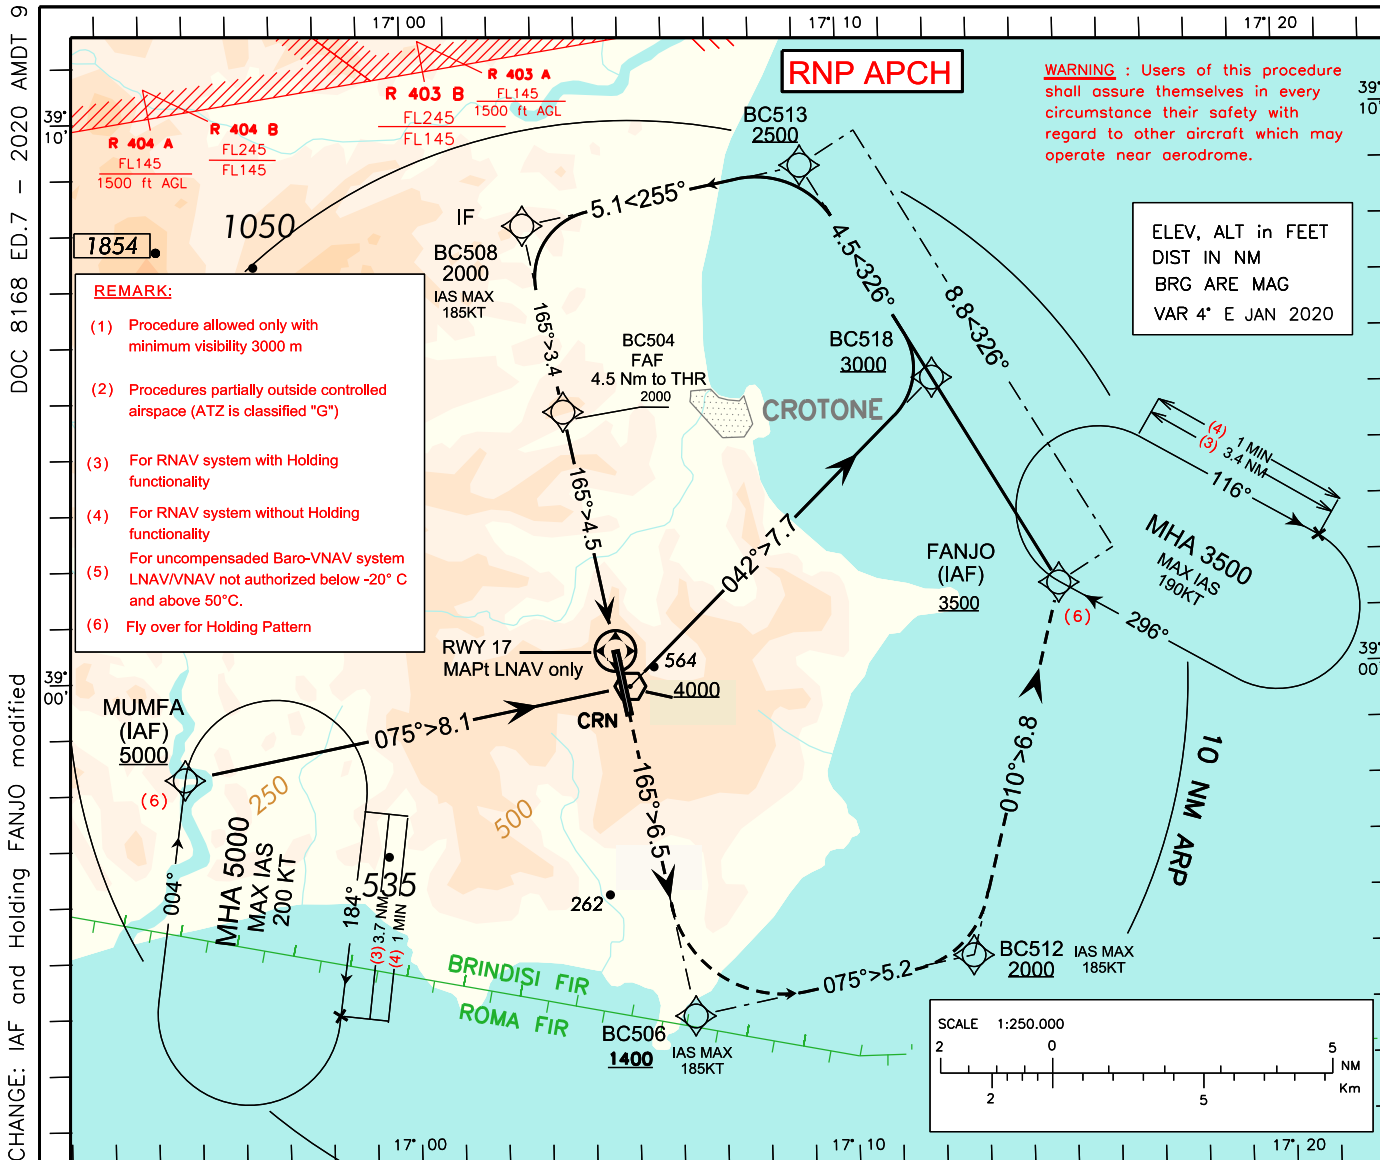 DOC 8168 ED.7 – 2020 AMDT 9
CHANGE: IAF and Holding FANJO modified
17° 00
17° 10
17° 20
39°
10'
39°
10'
R 404 A
FL145
1500 ft AGL
R 404 B
FL245
FL145
R 403 B
FL245
FL145
R 403 A
FL145
1500 ft AGL
RNP APCH
WARNING : Users of this procedure
shall assure themselves in every
circumstance their safety with
regard to other aircraft which may
operate near aerodrome.
ELEV, ALT in FEET
DIST IN NM
BRG ARE MAG
VAR 4° E JAN 2020
1050
1854
REMARK:
(1) Procedure allowed only with
minimum visibility 3000 m
(2) Procedures partially outside controlled
airspace (ATZ is classified "G")
(3) For RNAV system with Holding
functionality
(4) For RNAV system without Holding
functionality
(5) For uncompensaded Baro-VNAV system
LNAV/VNAV not authorized below -20° C
and above 50°C.
(6) Fly over for Holding Pattern
BC513
2500
IF
BC508
2000
IAS MAX
185KT
5.1<255°
4.5<326°
8.8<326°
165°>3.4
BC504
FAF
4.5 Nm to THR
2000
BC518
3000
CROTONE
165°>4.5
042°>7.7
(4) 1 MIN
(3) 3.4 NM
116°
MHA 3500
MAX IAS
190KT
296°
FANJO
(IAF)
3500
(6)
RWY 17
MAPt LNAV only
564
4000
CRN
39°
00'
39°
00'
MUMFA
(IAF)
5000
(6)
075°>8.1
250
500
MHA 5000
MAX IAS
200 KT
004°
184°
535
(3) 3.7 NM
(4) 1 MIN
262
165°>6.5
010°>6.8
10 NM ARP
BRINDISI FIR
ROMA FIR
075°>5.2
BC512
2000
IAS MAX
185KT
BC506
1400
IAS MAX
185KT
SCALE 1:250.000
2 0 5
NM
Km
2 5
17° 00
17° 10
17° 20